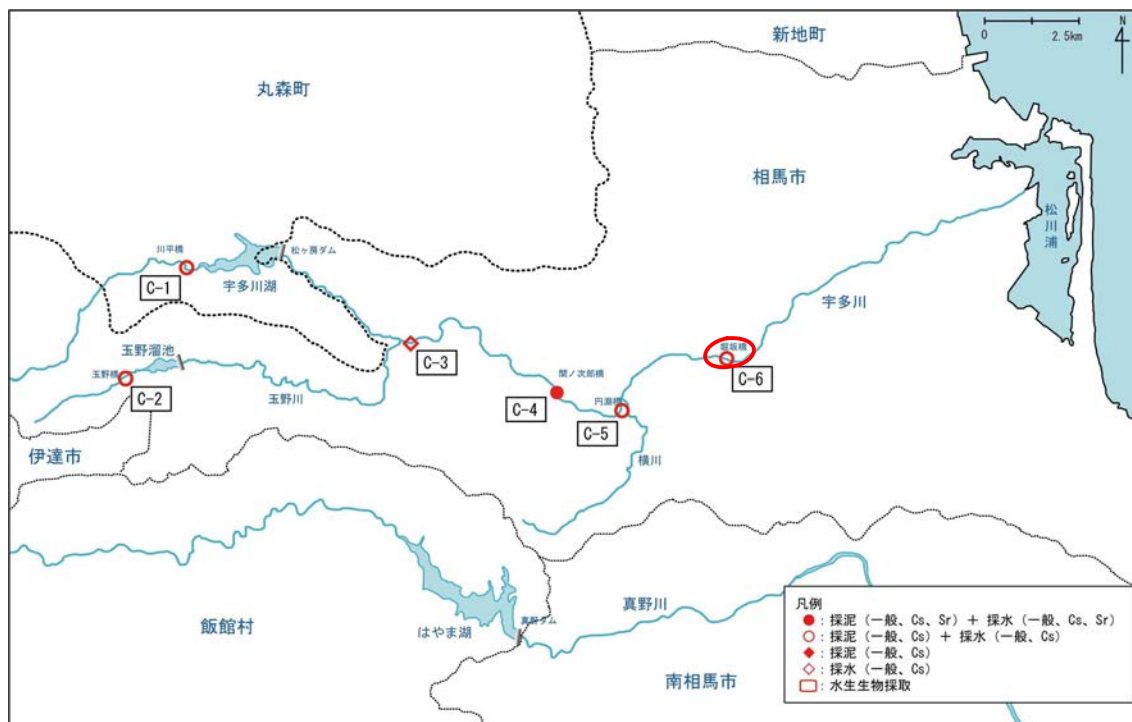 新地町
0 2.5km
N
丸森町
相馬市
松川浦
川平橋
松ヶ房ダム
C-1
宇多川湖
宇多川
玉野溜池
C-3
堀坂橋
C-6
玉野橋
C-2
玉野川
関ノ次郎橋
C-4
円渕橋
C-5
伊達市
横川
飯館村
はやま湖
真野ダム
真野川
南相馬市
凡例
:採泥(一般、Cs、Sr)+ 採水(一般、Cs、Sr)
:採泥(一般、Cs)+ 採水(一般、Cs)
:採泥(一般、Cs)
:採水(一般、Cs)
:水生生物採取